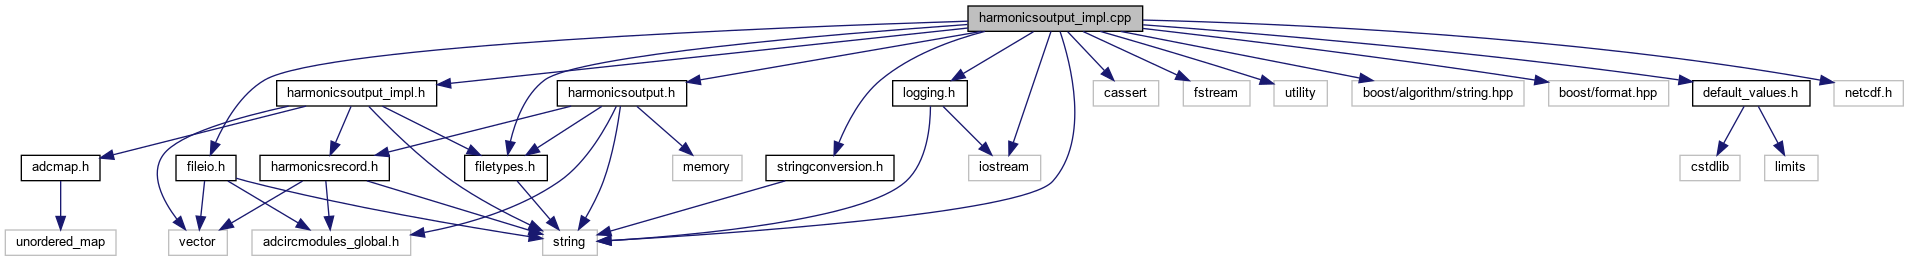 harmonicsoutput_impl.cpp
harmonicsoutput_impl.h
harmonicsoutput.h
logging.h
cassert
fstream
utility
boost/algorithm/string.hpp
boost/format.hpp
default_values.h
netcdf.h
adcmap.h
fileio.h
harmonicsrecord.h
filetypes.h
memory
stringconversion.h
iostream
cstdlib
limits
unordered_map
vector
adcircmodules_global.h
string